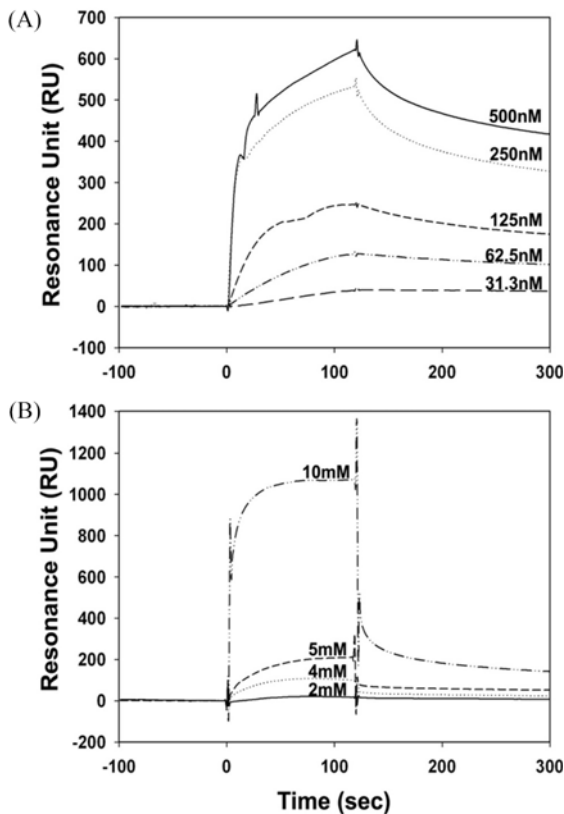 (A)
Resonance Unit (RU)
700
600
500
400
300
200
100
0
-100
500nM
250nM
125nM
62.5nM
31.3nM
-100 0 100 200 300
(B)
Resonance Unit (RU)
1400
1200
1000
800
600
400
200
0
-200
10mM
5mM
4mM
2mM
-100 0 100 200 300
Time (sec)